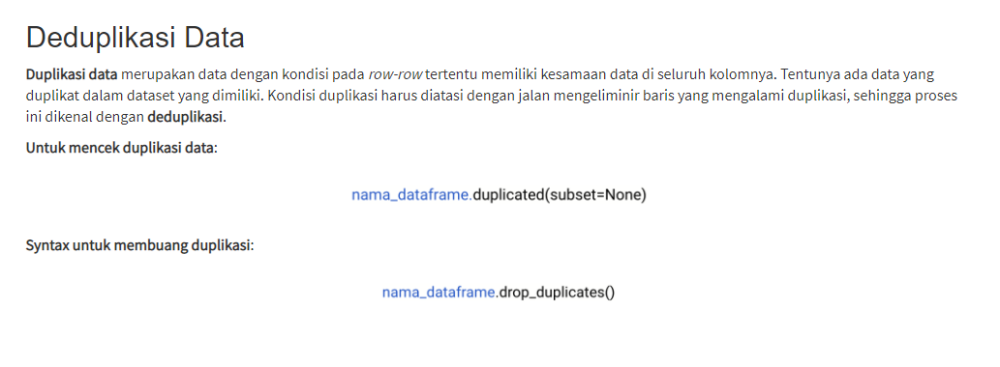 Deduplikasi Data
Duplikasi data merupakan data dengan kondisi pada row-row tertentu memiliki kesamaan data di seluruh kolomnya. Tentunya ada data yang
duplikat dalam dataset yang dimiliki. Kondisi duplikasi harus diatasi dengan jalan mengeliminir baris yang mengalami duplikasi, sehingga proses
ini dikenal dengan deduplikasi.
Untuk mencek duplikasi data:
nama_dataframe.duplicated(subset=None)
Syntax untuk membuang duplikasi:
nama_dataframe.drop_duplicates()